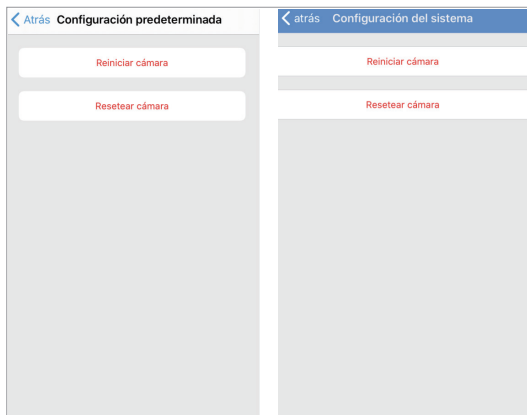 Atrás Configuración predeterminada
Reiniciar cámara
Resetear cámara
atrás Configuración del sistema
Reiniciar cámara
Resetear cámara